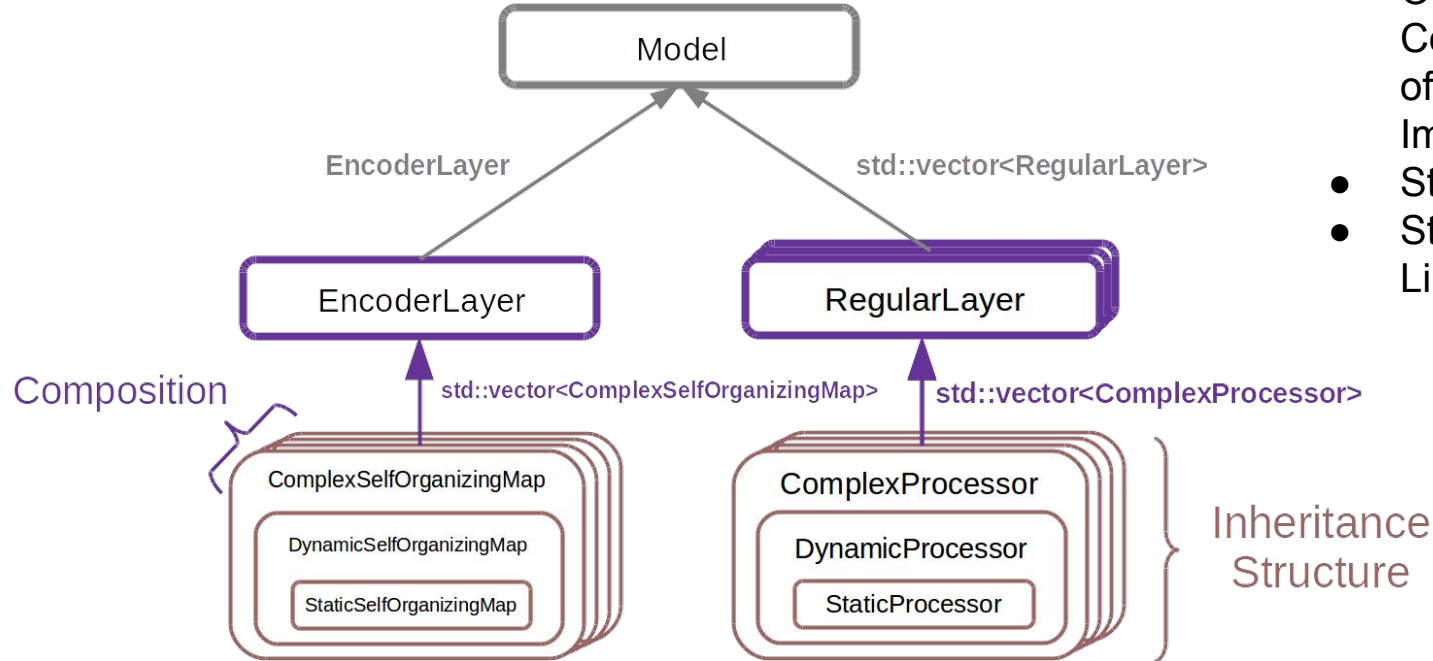 Model
EncoderLayer
std::vector<RegularLayer>
EncoderLayer
RegularLayer
Composition
std::vector<ComplexSelfOrganizingMap>
std::vector<ComplexProcessor>
ComplexSelfOrganizingMap
DynamicSelfOrganizingMap
StaticSelfOrganizingMap
ComplexProcessor
DynamicProcessor
StaticProcessor
Inheritance
Structure
of